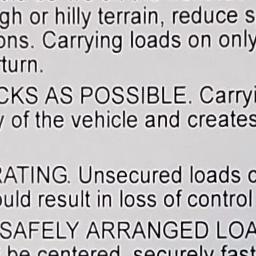 gh or hilly terrain, reduce s
ons. Carrying loads on only
turn.
CKS AS POSSIBLE. Carryi
y of the vehicle and creates
RATING. Unsecured loads o
ould result in loss of control
SAFELY ARRANGED LOA
be centered, securely fast